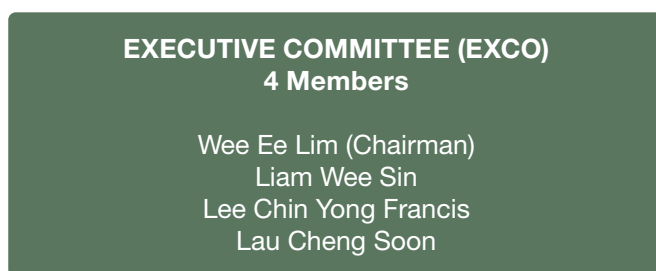 EXECUTIVE COMMITTEE (EXCO)
4 Members
Wee Ee Lim (Chairman)
Liam Wee Sin
Lee Chin Yong Francis
Lau Cheng Soon